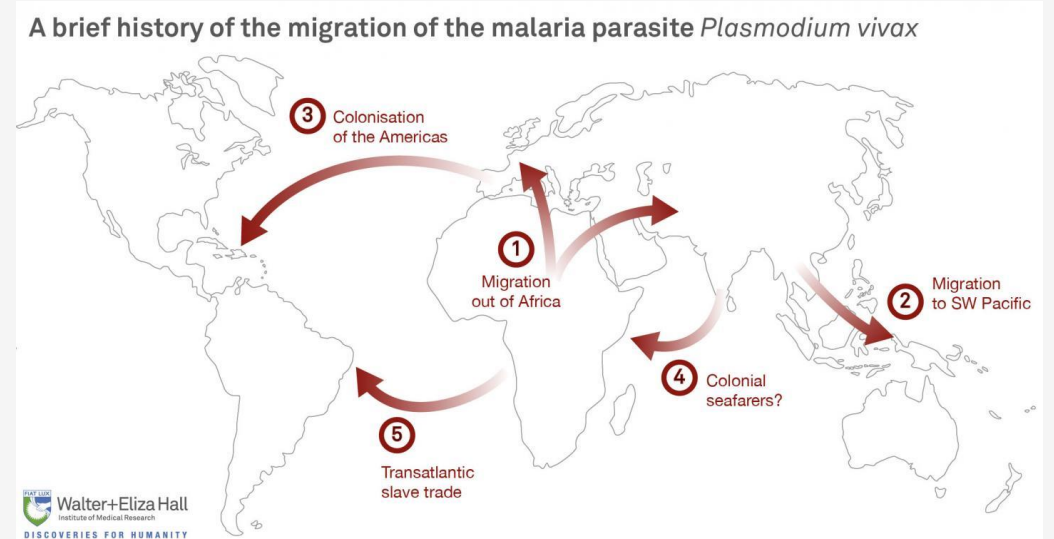 A brief history of the migration of the malaria parasite Plasmodium vivax
3
Colonisation
of the Americas
1
Migration
out of Africa
2
Migration
to SW Pacific
4
Colonial
seafarers?
5
Transatlantic
slave trade
FIAT LUX
Walter+Eliza Hall
Institute of Medical Research
DISCOVERIES FOR HUMANITY